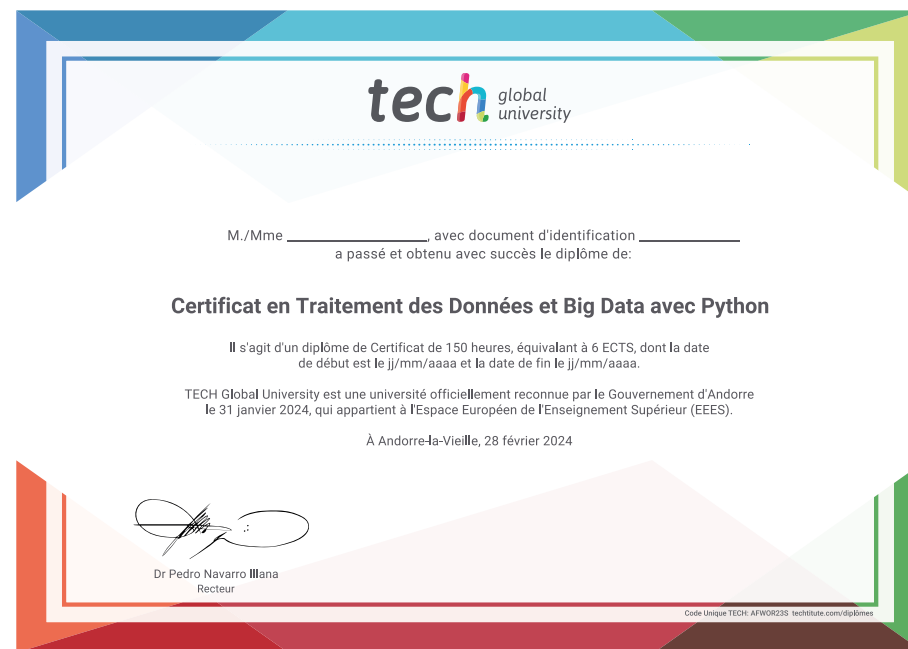 tech global
university
M./Mme ____________, avec document d'identification ____________
a passé et obtenu avec succès le diplôme de:
Certificat en Traitement des Données et Big Data avec Python
Il s'agit d'un diplôme de Certificat de 150 heures, équivalant à 6 ECTS, dont la date
de début est le jj/mm/aaaa et la date de fin le jj/mm/aaaa.
TECH Global University est une université officiellement reconnue par le Gouvernement d'Andorre
le 31 janvier 2024, qui appartient à l'Espace Européen de l'Enseignement Supérieur (EEES).
À Andorre-la-Vieille, 28 février 2024
Dr Pedro Navarro Illana
Recteur
Code Unique TECH: AFWOR23S techtitute.com/diplômes